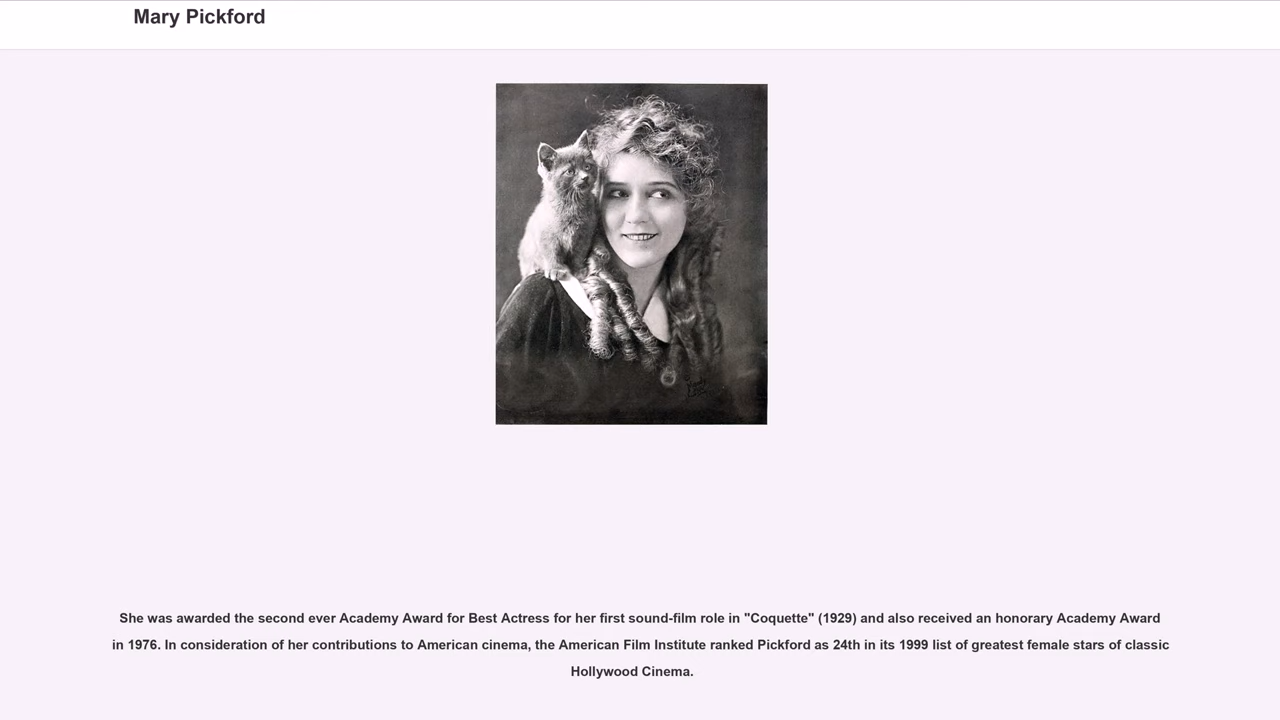 Mary Pickford
She was awarded the second ever Academy Award for Best Actress for her first sound-film role in "Coquette" (1929) and also received an honorary Academy Award
in 1976. In consideration of her contributions to American cinema, the American Film Institute ranked Pickford as 24th in its 1999 list of greatest female stars of classic
Hollywood Cinema.